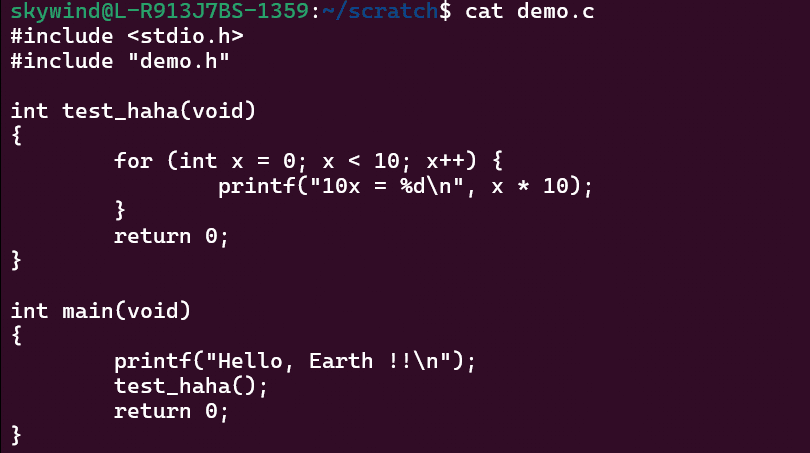 skywind@L-R913J7BS-1359:~/scratch$ cat demo.c
#include <stdio.h>
#include "demo.h"

int test_haha(void)
{
        for (int x = 0; x < 10; x++) {
                printf("10x = %d\n", x * 10);
        }
        return 0;
}

int main(void)
{
        printf("Hello, Earth !!\n");
        test_haha();
        return 0;
}